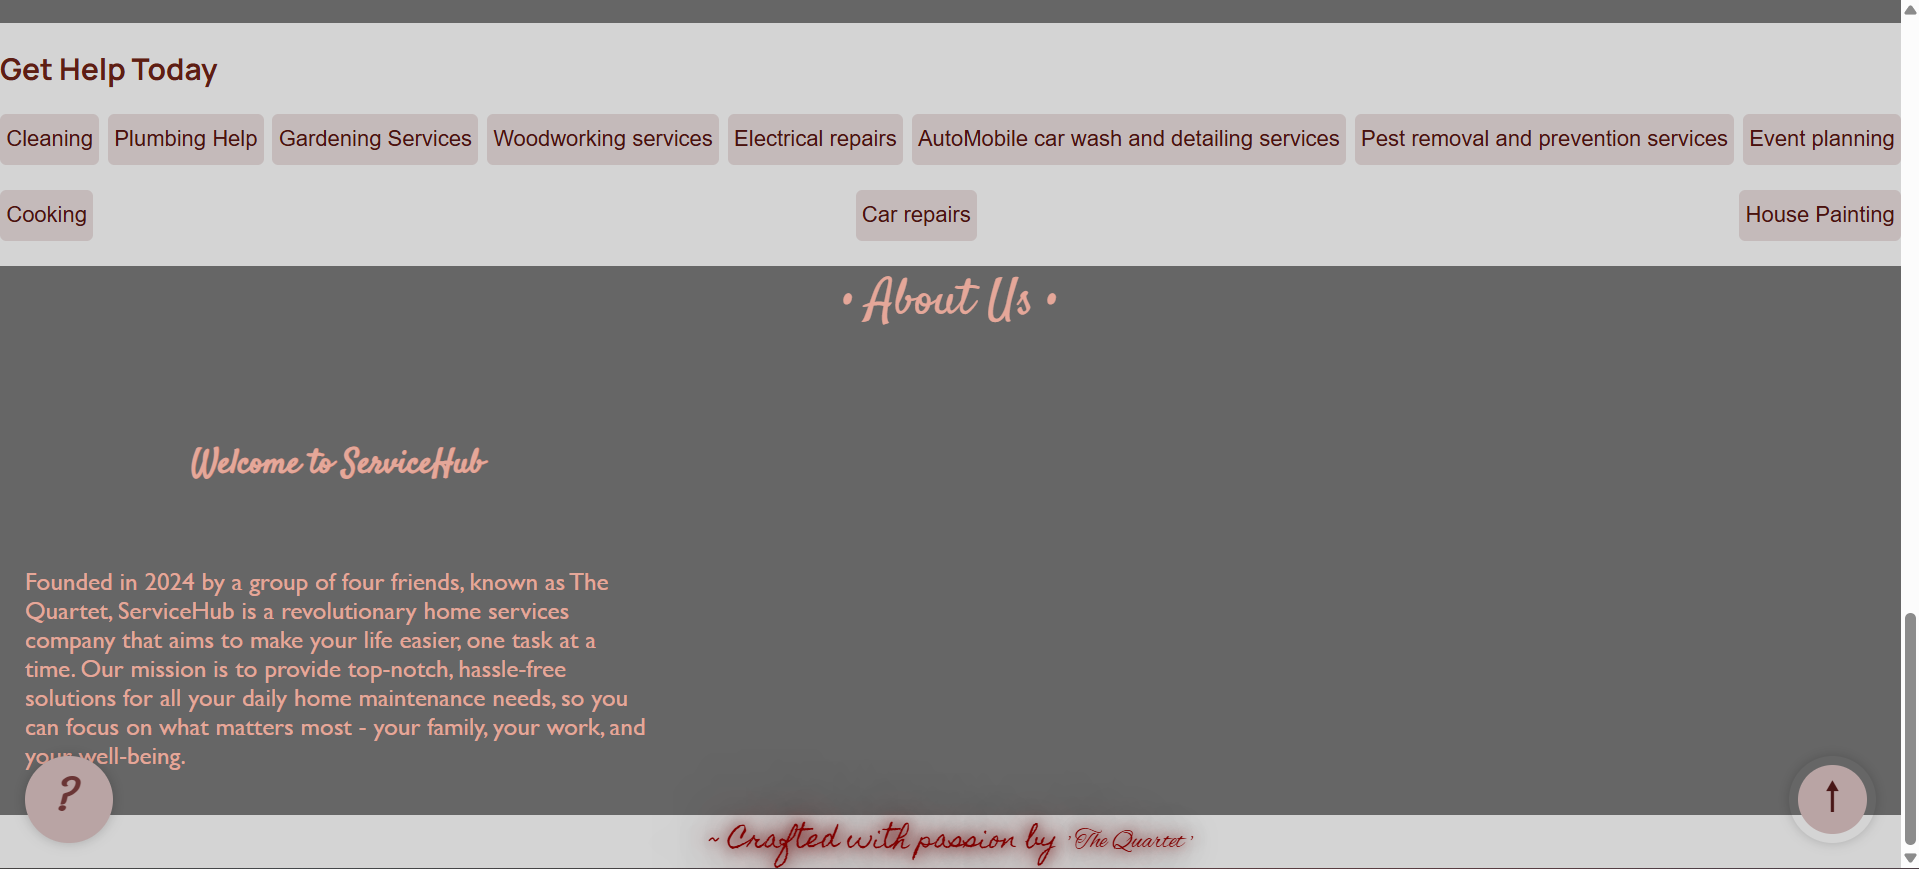 Get Help Today
Cleaning Plumbing Help Gardening Services Woodworking services Electrical repairs AutoMobile car wash and detailing services Pest removal and prevention services Event planning
Cooking Car repairs House Painting
• About Us •
Welcome to ServiceHub
Founded in 2024 by a group of four friends, known as The
Quartet, ServiceHub is a revolutionary home services
company that aims to make your life easier, one task at a
time. Our mission is to provide top-notch, hassle-free
solutions for all your daily home maintenance needs, so you
can focus on what matters most - your family, your work, and
your well-being.
?
↑
~ Crafted with passion by 'The Quartet'